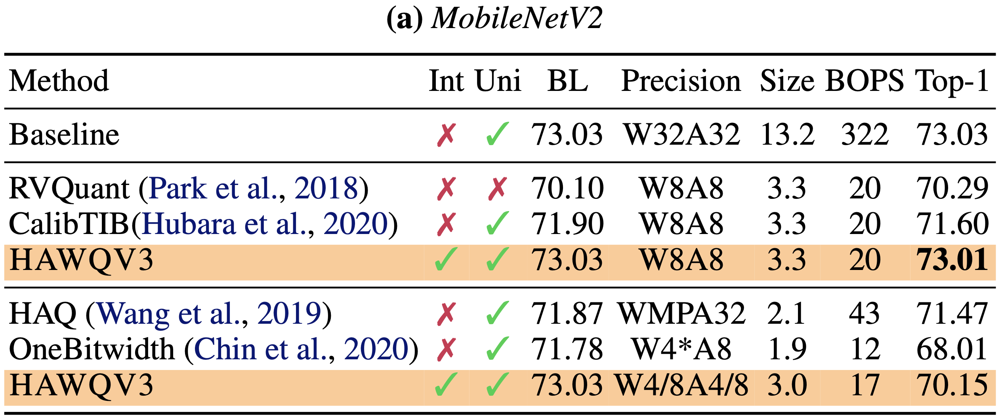 (a) MobileNetV2
Method Int Uni BL Precision Size BOPS Top-1
Baseline ✗ ✓ 73.03 W32A32 13.2 322 73.03
RVQuant (Park et al., 2018) ✗ ✗ 70.10 W8A8 3.3 20 70.29
CalibTIB(Hubara et al., 2020) ✗ ✓ 71.90 W8A8 3.3 20 71.60
HAWQV3 ✓ ✓ 73.03 W8A8 3.3 20 73.01
HAQ (Wang et al., 2019) ✗ ✓ 71.87 WMPA32 2.1 43 71.47
OneBitwidth (Chin et al., 2020) ✗ ✓ 71.78 W4*A8 1.9 12 68.01
HAWQV3 ✓ ✓ 73.03 W4/8A4/8 3.0 17 70.15